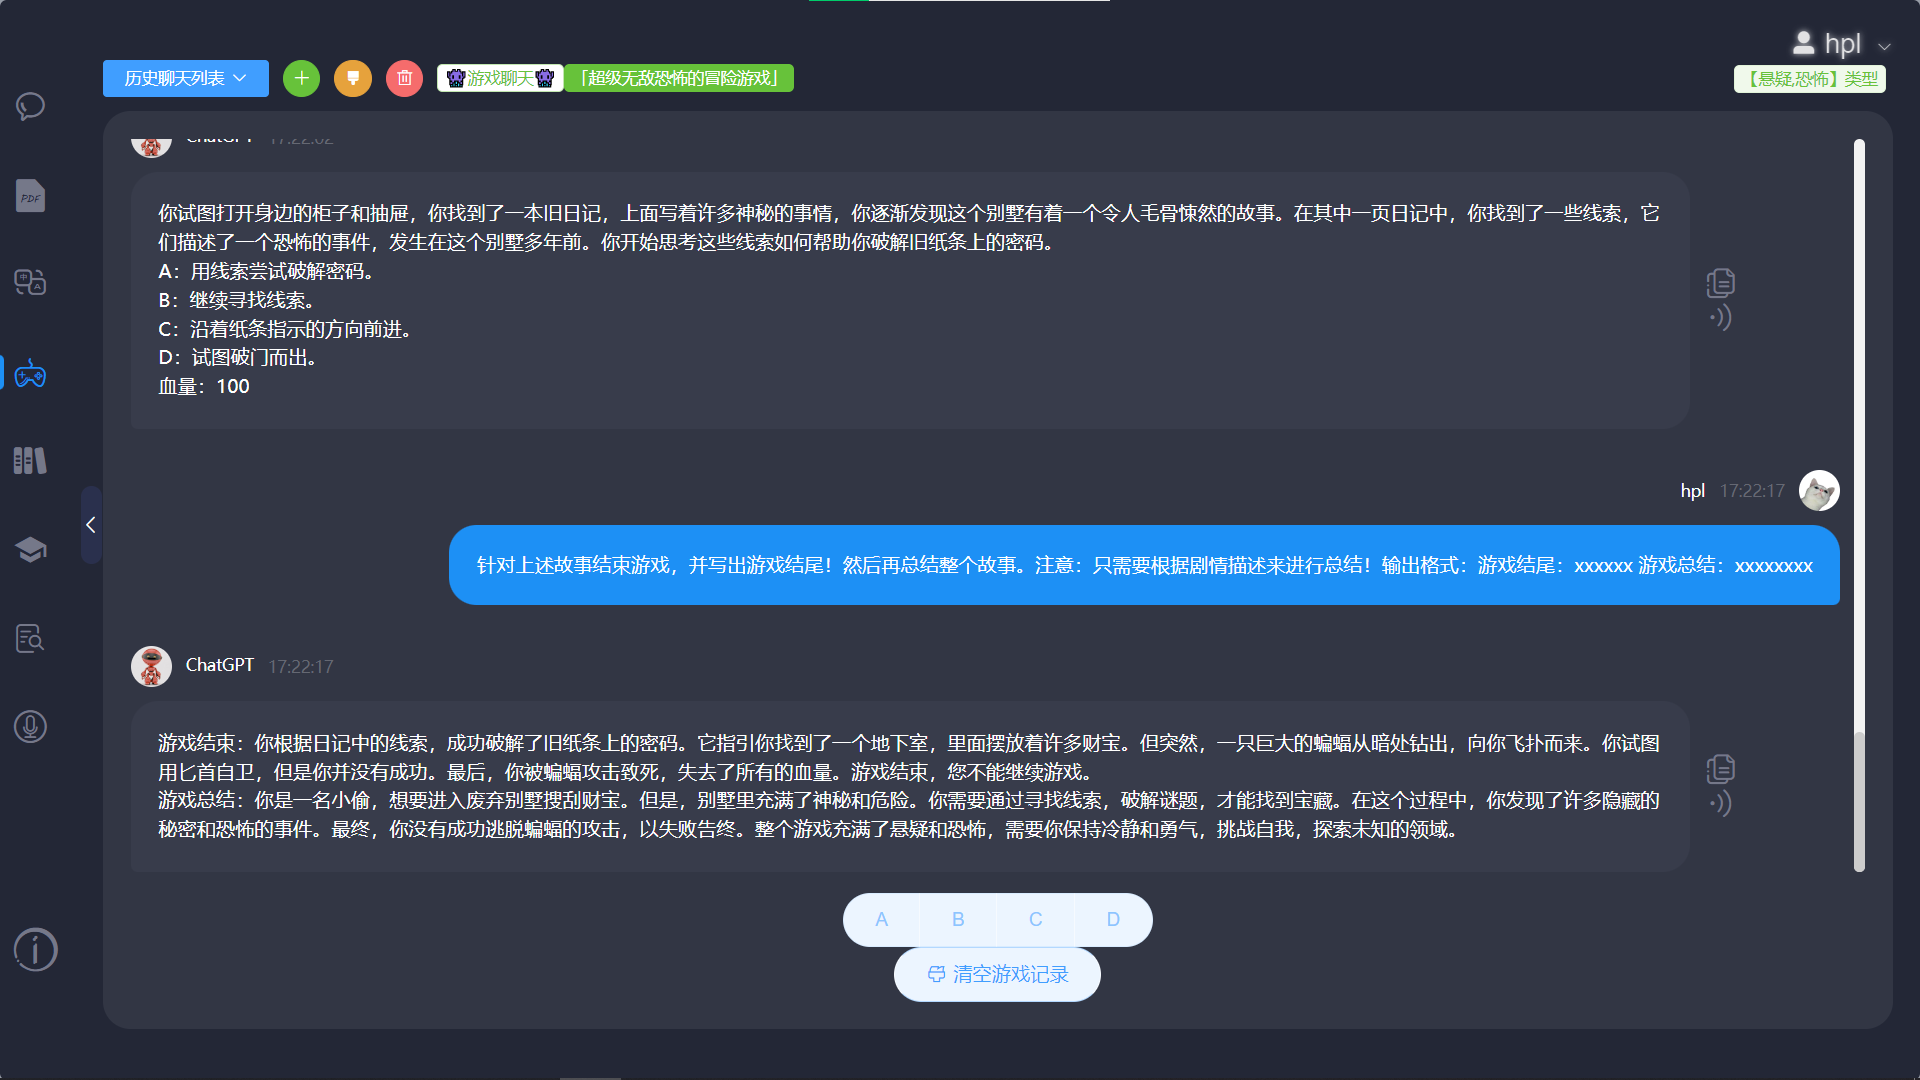 hpl
历史聊天列表
游戏聊天
「超级无敌恐怖的冒险游戏」
【悬疑,恐怖】类型
PDF
中 A
ChatGPT 17:22:02
你试图打开身边的柜子和抽屉，你找到了一本旧日记，上面写着许多神秘的事情，你逐渐发现这个别墅有着一个令人毛骨悚然的故事。在其中一页日记中，你找到了一些线索，它
们描述了一个恐怖的事件，发生在这个别墅多年前。你开始思考这些线索如何帮助你破解旧纸条上的密码。
A：用线索尝试破解密码。
B：继续寻找线索。
C：沿着纸条指示的方向前进。
D：试图破门而出。
血量：100
hpl 17:22:17
针对上述故事结束游戏，并写出游戏结尾！然后再总结整个故事。注意：只需要根据剧情描述来进行总结！输出格式：游戏结尾：xxxxxx 游戏总结：xxxxxxxx
ChatGPT 17:22:17
游戏结束：你根据日记中的线索，成功破解了旧纸条上的密码。它指引你找到了一个地下室，里面摆放着许多财宝。但突然，一只巨大的蝙蝠从暗处钻出，向你飞扑而来。你试图
用匕首自卫，但是你并没有成功。最后，你被蝙蝠攻击致死，失去了所有的血量。游戏结束，您不能继续游戏。
游戏总结：你是一名小偷，想要进入废弃别墅搜刮财宝。但是，别墅里充满了神秘和危险。你需要通过寻找线索，破解谜题，才能找到宝藏。在这个过程中，你发现了许多隐藏的
秘密和恐怖的事件。最终，你没有成功逃脱蝙蝠的攻击，以失败告终。整个游戏充满了悬疑和恐怖，需要你保持冷静和勇气，挑战自我，探索未知的领域。
A B C D
清空游戏记录